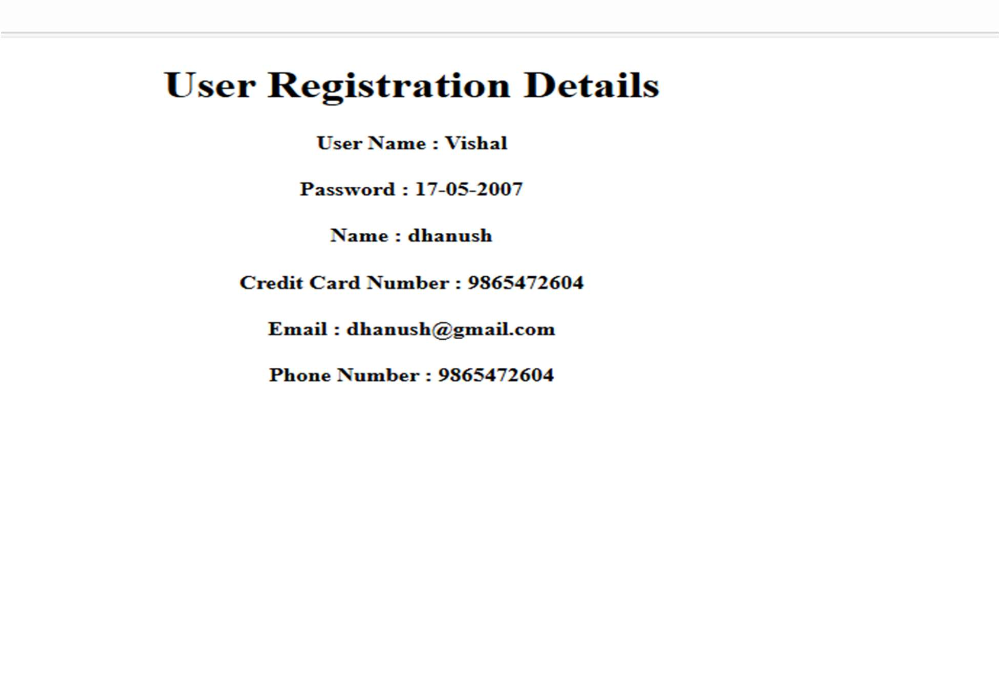 User Registration Details
User Name : Vishal
Password : 17-05-2007
Name : dhanush
Credit Card Number : 9865472604
Email : dhanush@gmail.com
Phone Number : 9865472604